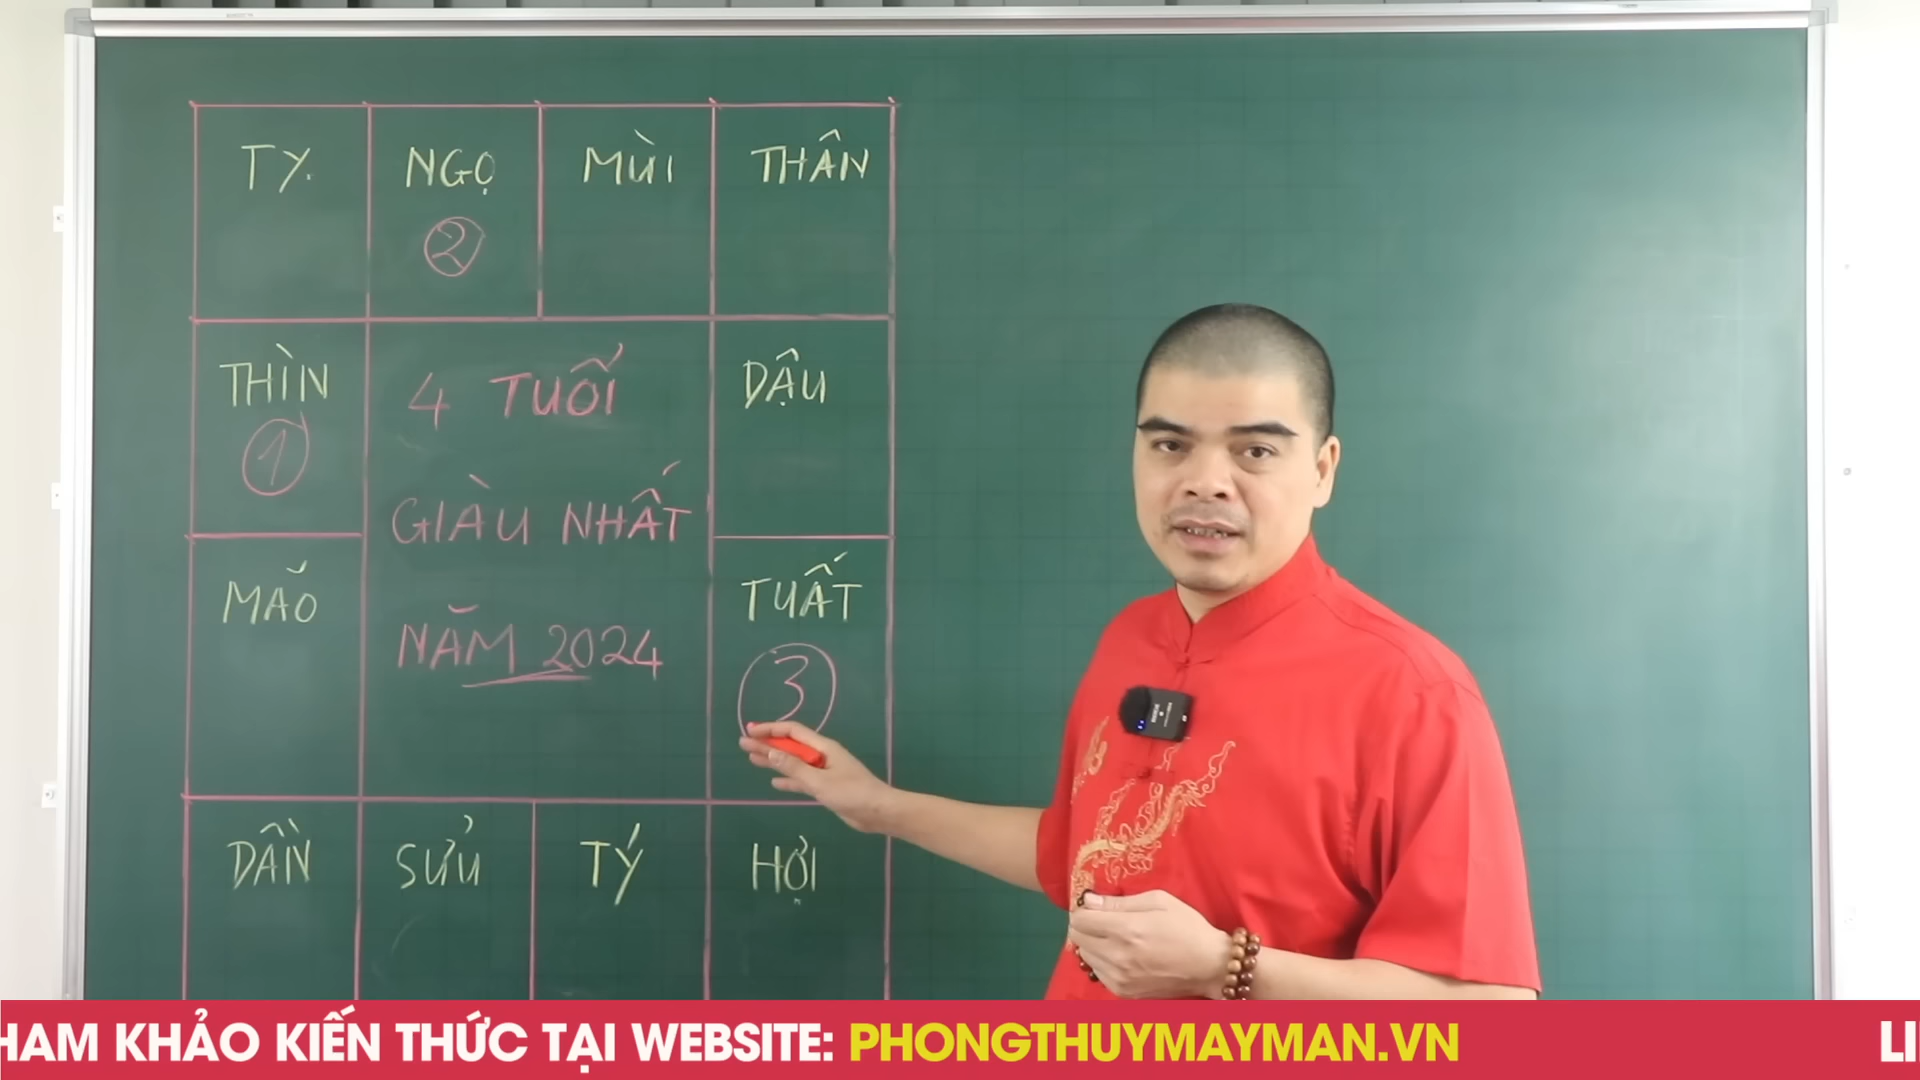 TỴ NGỌ MÙI THÂN
②
THÌN 4 TUỔI DẬU
①
GIÀU NHẤT
MÃO TUẤT
NĂM 2024
③
DẦN SỬU TÝ HỢI
HAM KHẢO KIẾN THỨC TẠI WEBSITE: PHONGTHUYMAYMAN.VN LI